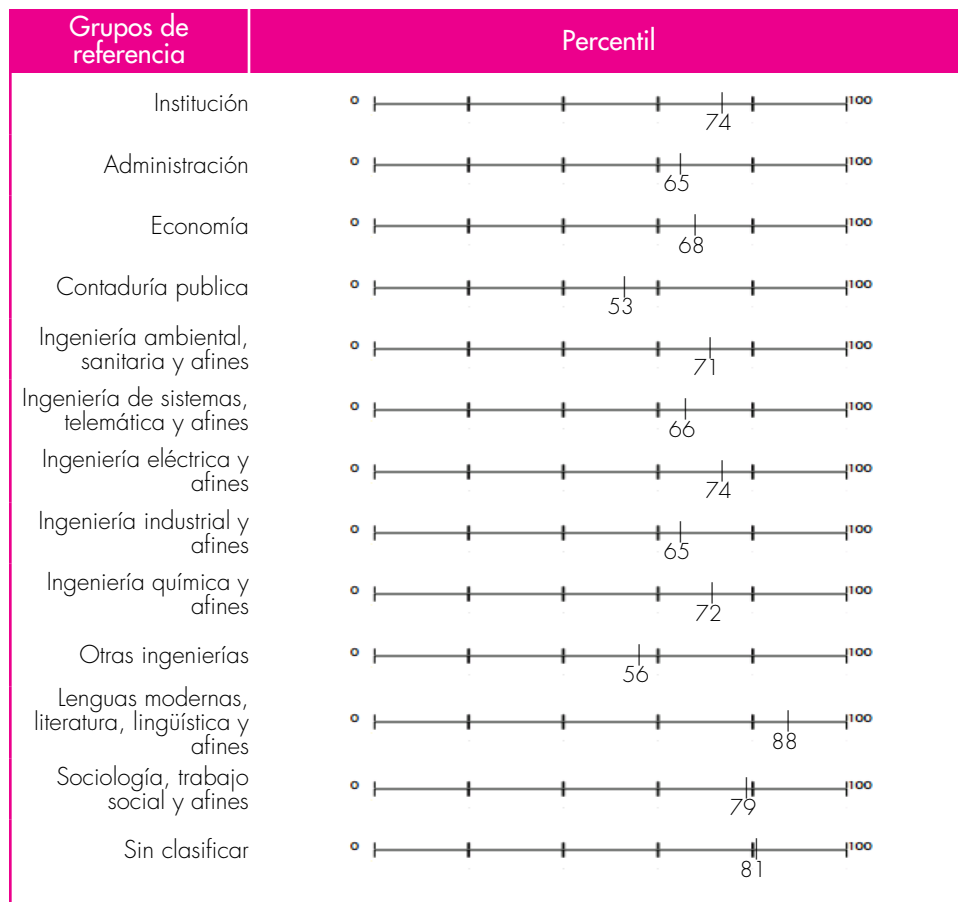 Grupos de
referencia
Percentil
Institución
0 100
74
Administración
0 100
65
Economía
0 100
68
Contaduría publica
0 100
53
Ingeniería ambiental,
sanitaria y afines
0 100
71
Ingeniería de sistemas,
telemática y afines
0 100
66
Ingeniería eléctrica y
afines
0 100
74
Ingeniería industrial y
afines
0 100
65
Ingeniería química y
afines
0 100
72
Otras ingenierías
0 100
56
Lenguas modernas,
literatura, lingüística y
afines
0 100
88
Sociología, trabajo
social y afines
0 100
79
Sin clasificar
0 100
81